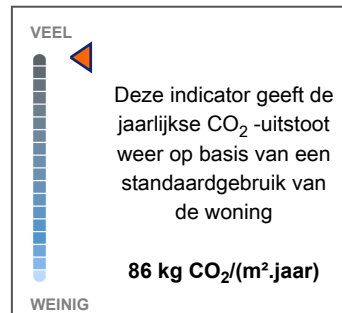 VEEL
Deze indicator geeft de
jaarlijkse CO₂ -uitstoot
weer op basis van een
standaardgebruik van
de woning
86 kg CO₂/(m².jaar)
WEINIG